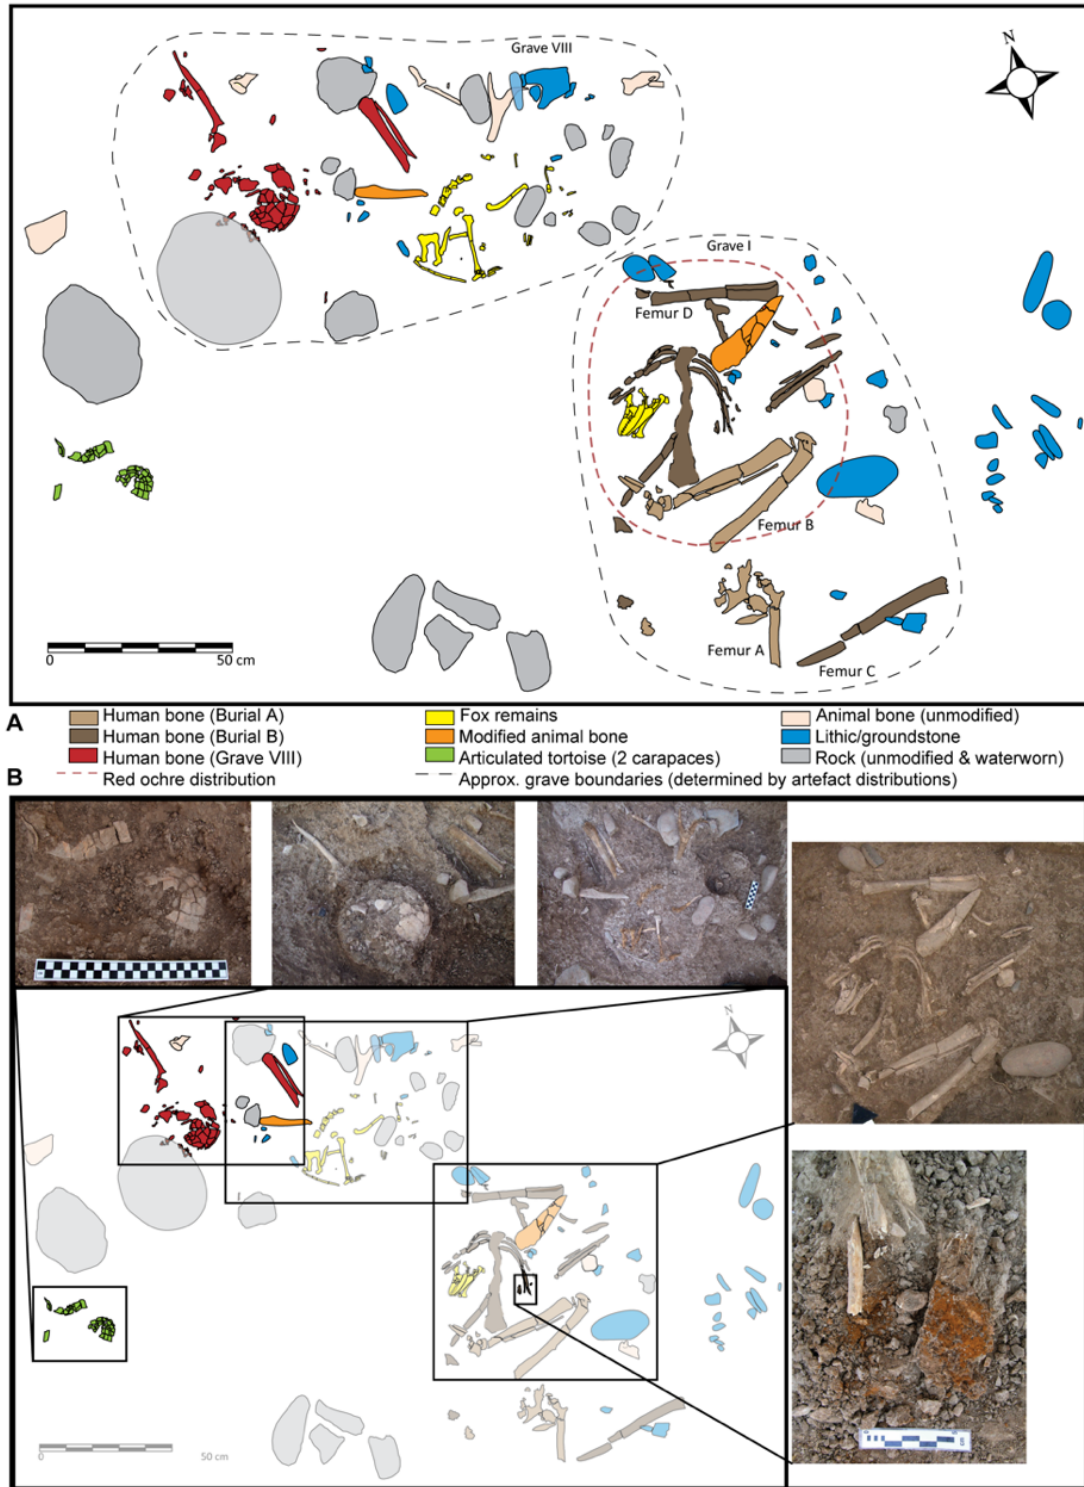 N
Grave VIII
Grave I
Femur D
Femur B
Femur A
Femur C
0 50 cm
A
Human bone (Burial A)
Human bone (Burial B)
Human bone (Grave VIII)
Red ochre distribution
Fox remains
Modified animal bone
Articulated tortoise (2 carapaces)
Approx. grave boundaries (determined by artefact distributions)
Animal bone (unmodified)
Lithic/groundstone
Rock (unmodified & waterworn)
B
N
0 50 cm